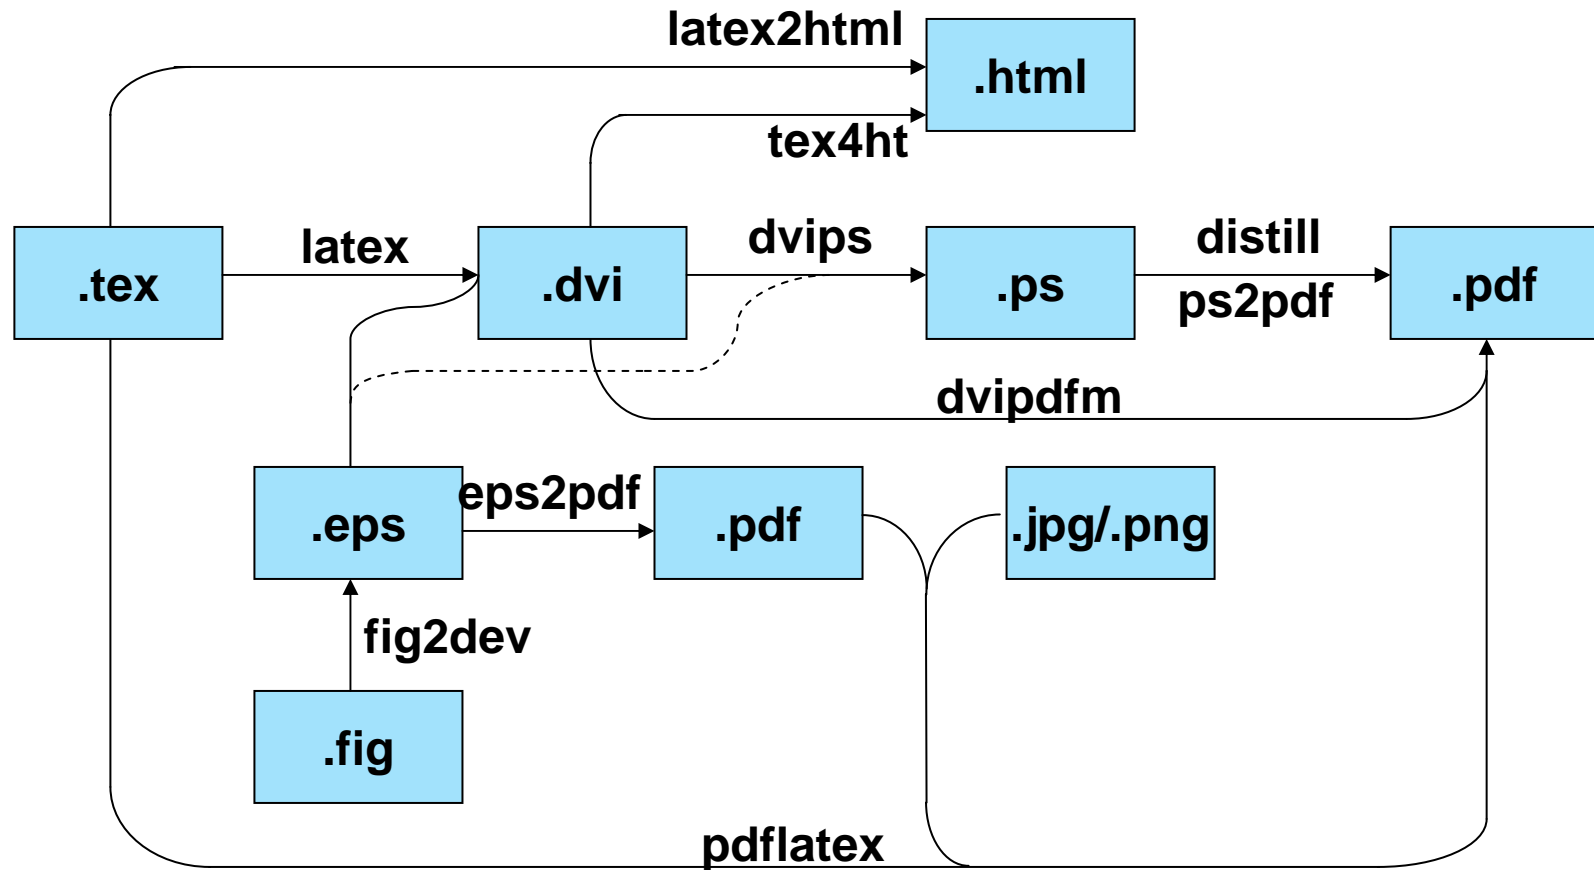 latex2html
.html
tex4ht
.tex
latex
.dvi
dvips
.ps
distill
ps2pdf
.pdf
dvipdfm
.eps
eps2pdf
.pdf
.jpg/.png
fig2dev
.fig
pdflatex